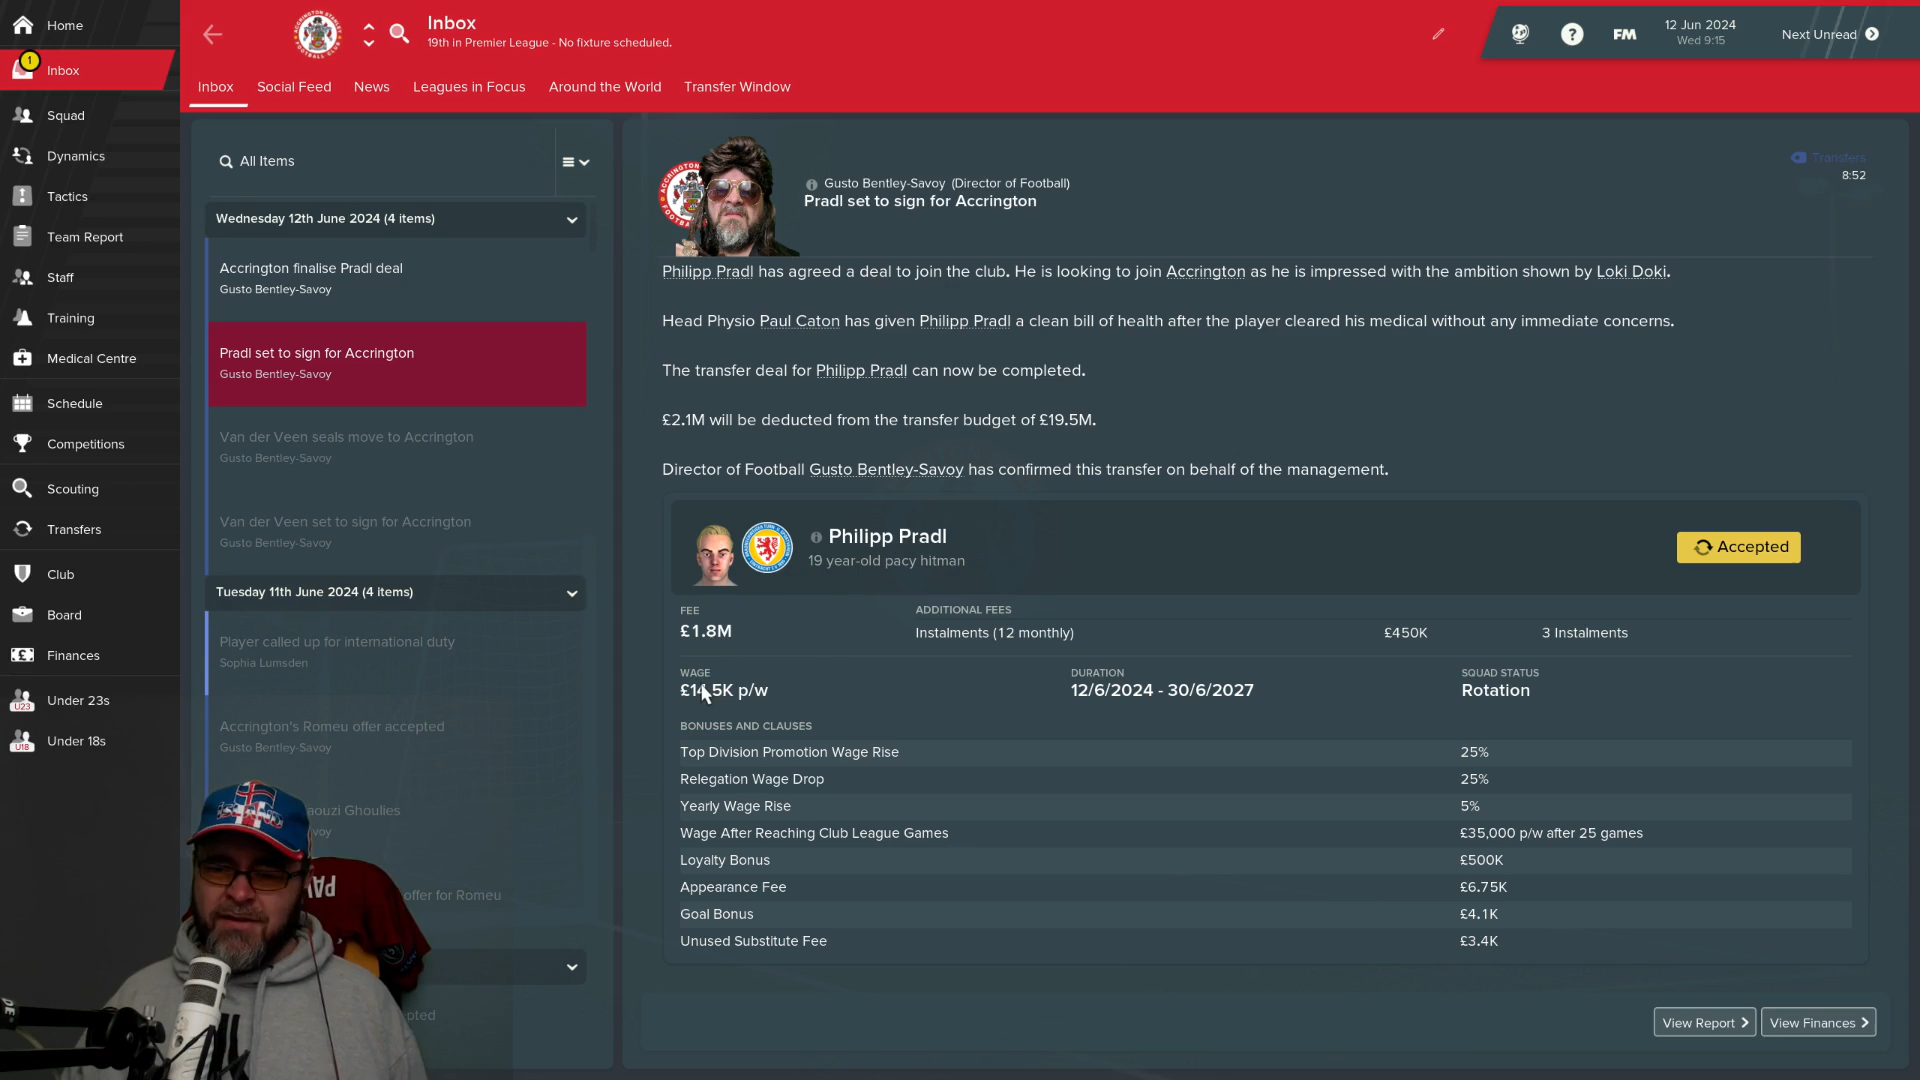 Home
Inbox
19th in Premier League - No fixture scheduled.
FM
12 Jun 2024
Wed 9:15
Next Unread
1
Inbox
Inbox
Social Feed
News
Leagues in Focus
Around the World
Transfer Window
Squad
Dynamics
Tactics
Team Report
Staff
Training
Medical Centre
Schedule
Competitions
Scouting
Transfers
Club
Board
Finances
U23
Under 23s
U18
Under 18s
All Items
Wednesday 12th June 2024 (4 items)
Accrington finalise Pradl deal
Gusto Bentley-Savoy
Pradl set to sign for Accrington
Gusto Bentley-Savoy
Van der Veen seals move to Accrington
Gusto Bentley-Savoy
Van der Veen set to sign for Accrington
Gusto Bentley-Savoy
Tuesday 11th June 2024 (4 items)
Player called up for international duty
Sophia Lumsden
Accrington's Romeu offer accepted
Gusto Bentley-Savoy
aouzi Ghoulies
voy
offer for Romeu
pted
Gusto Bentley-Savoy (Director of Football)
Pradl set to sign for Accrington
Transfers
8:52
Philipp Pradl has agreed a deal to join the club. He is looking to join Accrington as he is impressed with the ambition shown by Loki Doki.
Head Physio Paul Caton has given Philipp Pradl a clean bill of health after the player cleared his medical without any immediate concerns.
The transfer deal for Philipp Pradl can now be completed.
£2.1M will be deducted from the transfer budget of £19.5M.
Director of Football Gusto Bentley-Savoy has confirmed this transfer on behalf of the management.
Philipp Pradl
19 year-old pacy hitman
Accepted
FEE
£1.8M
ADDITIONAL FEES
Instalments (12 monthly) £450K 3 Instalments
WAGE
£14.5K p/w
DURATION
12/6/2024 - 30/6/2027
SQUAD STATUS
Rotation
BONUSES AND CLAUSES
Top Division Promotion Wage Rise 25%
Relegation Wage Drop 25%
Yearly Wage Rise 5%
Wage After Reaching Club League Games £35,000 p/w after 25 games
Loyalty Bonus £500K
Appearance Fee £6.75K
Goal Bonus £4.1K
Unused Substitute Fee £3.4K
View Report
View Finances